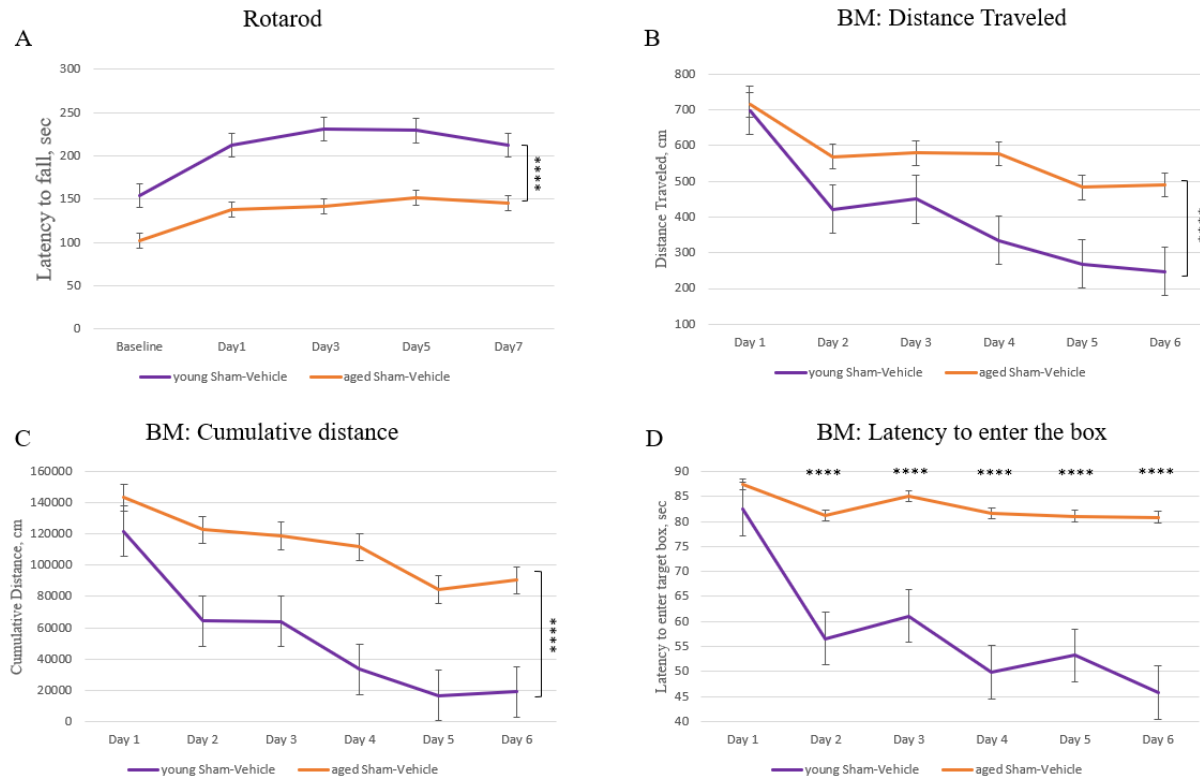 Rotarod
A
Latency to fall, sec
300
250
200
150
100
50
0
****
Baseline
Day1
Day3
Day5
Day7
young Sham-Vehicle
aged Sham-Vehicle
BM: Distance Traveled
B
Distance Traveled, cm
800
700
600
500
400
300
200
100
****
Day 1
Day 2
Day 3
Day 4
Day 5
Day 6
young Sham-Vehicle
aged Sham-Vehicle
BM: Cumulative distance
C
Cumulative Distance, cm
160000
140000
120000
100000
80000
60000
40000
20000
0
****
Day 1
Day 2
Day 3
Day 4
Day 5
Day 6
young Sham-Vehicle
aged Sham-Vehicle
BM: Latency to enter the box
D
Latency to enter target box, sec
90
85
80
75
70
65
60
55
50
45
40
**** **** **** **** ****
Day 1
Day 2
Day 3
Day 4
Day 5
Day 6
young Sham-Vehicle
aged Sham-Vehicle